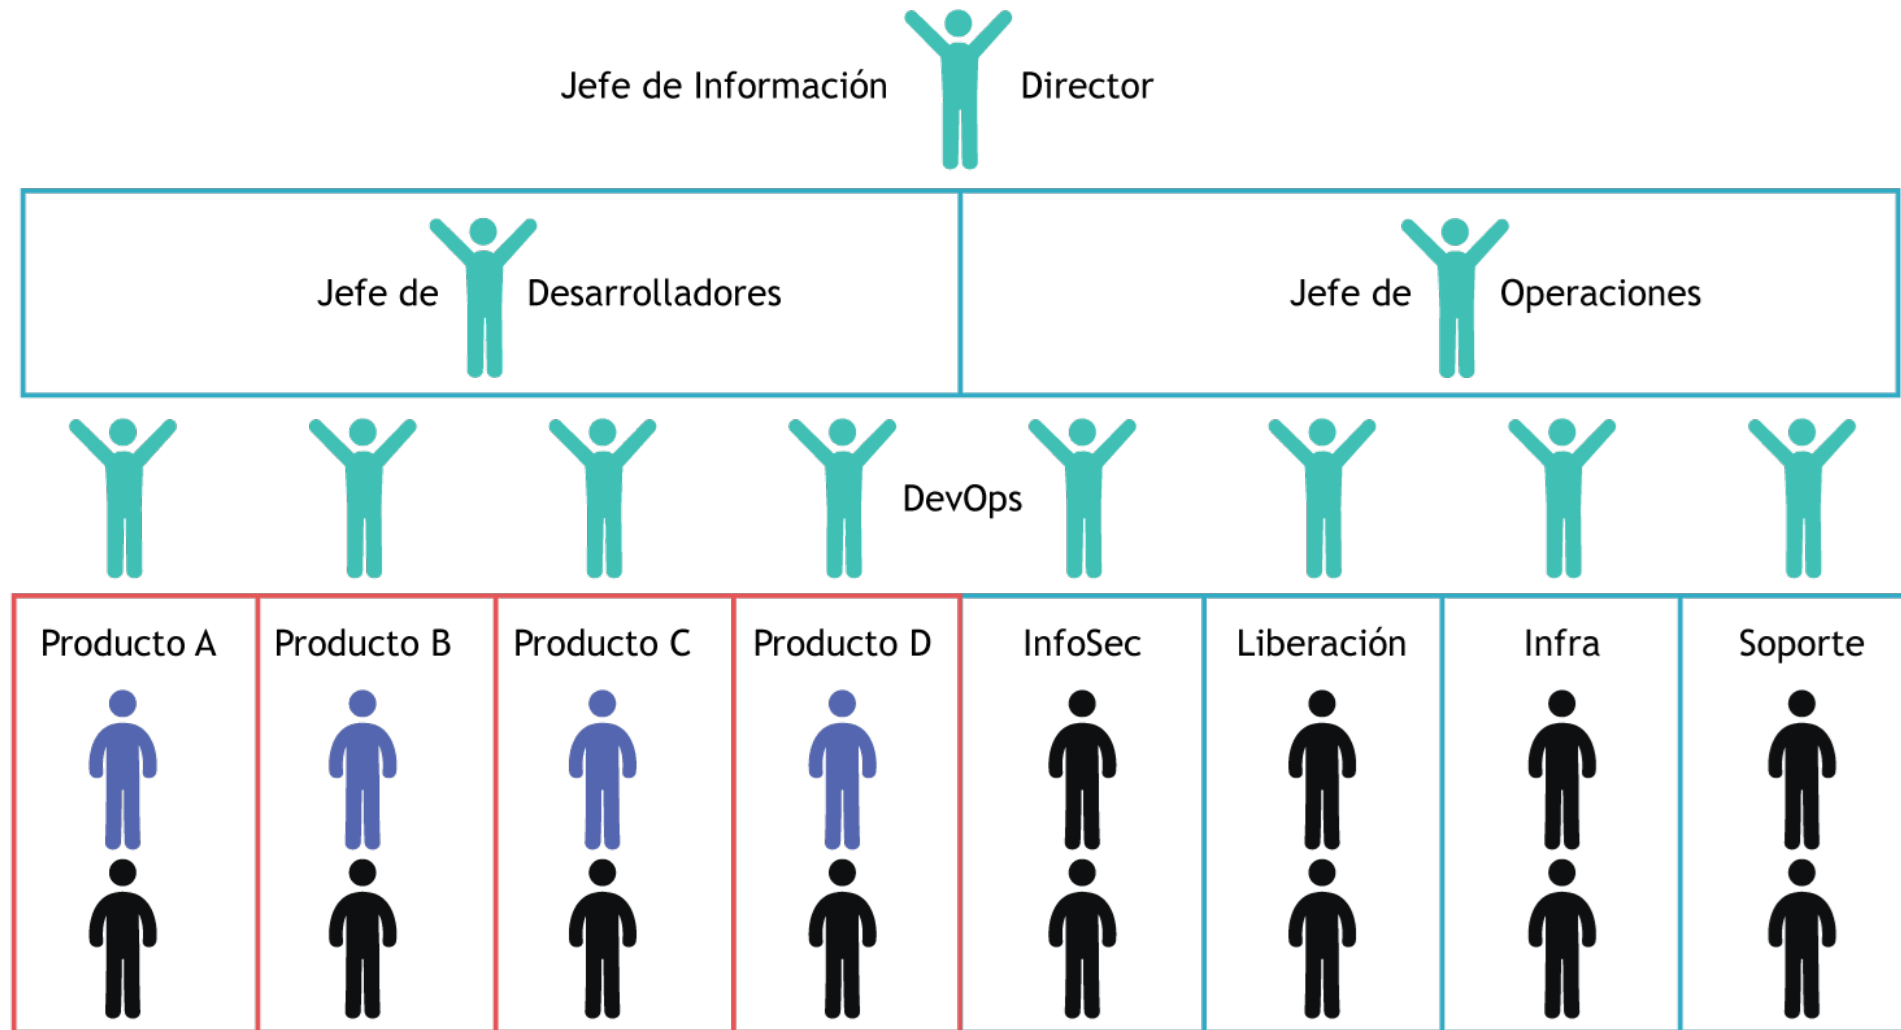 Jefe de Información Director
Jefe de Desarrolladores
Jefe de Operaciones
DevOps
Producto A
Producto B
Producto C
Producto D
InfoSec
Liberación
Infra
Soporte